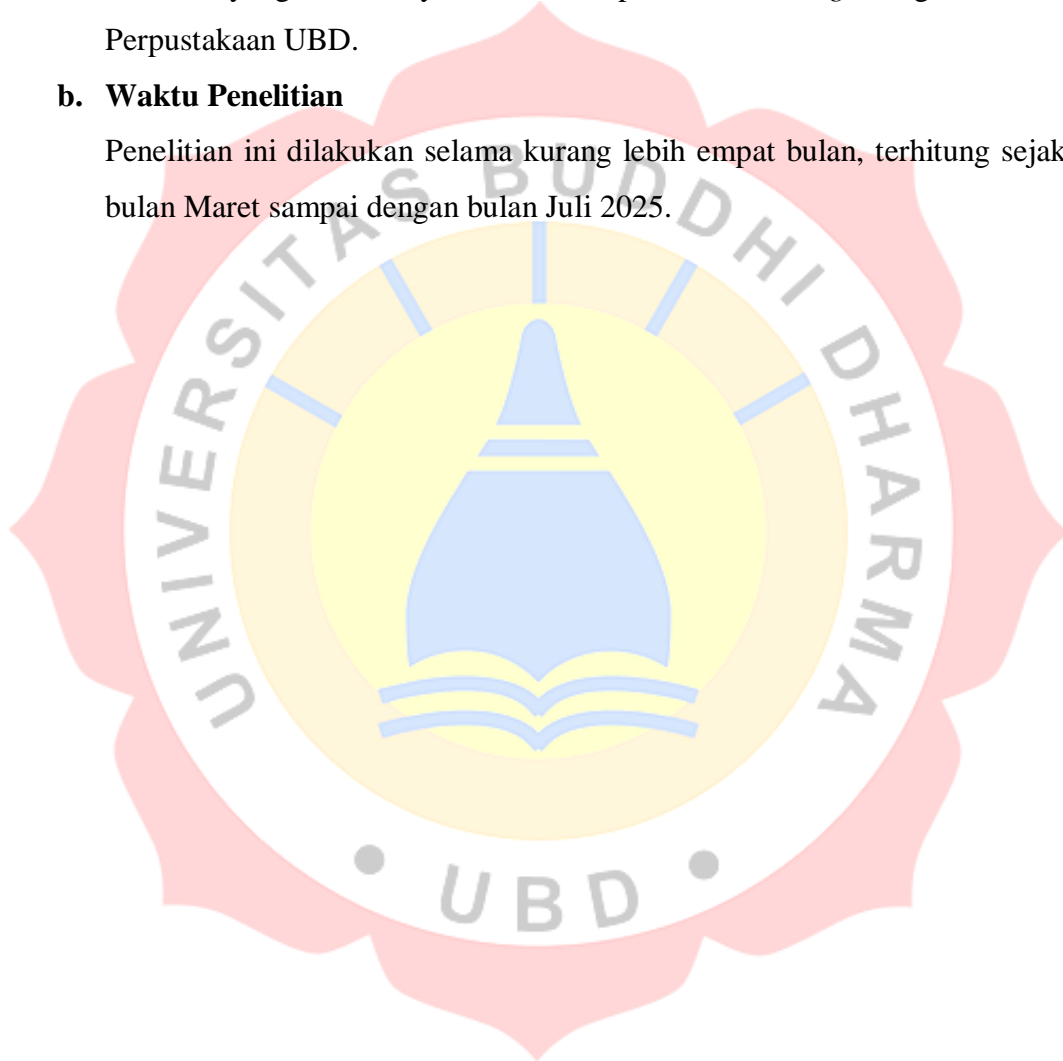 Perpustakaan UBD.
b. Waktu Penelitian
Penelitian ini dilakukan selama kurang lebih empat bulan, terhitung sejak
bulan Maret sampai dengan bulan Juli 2025.
UNIVERSITAS BUDDHI DHARMA
• UBD •